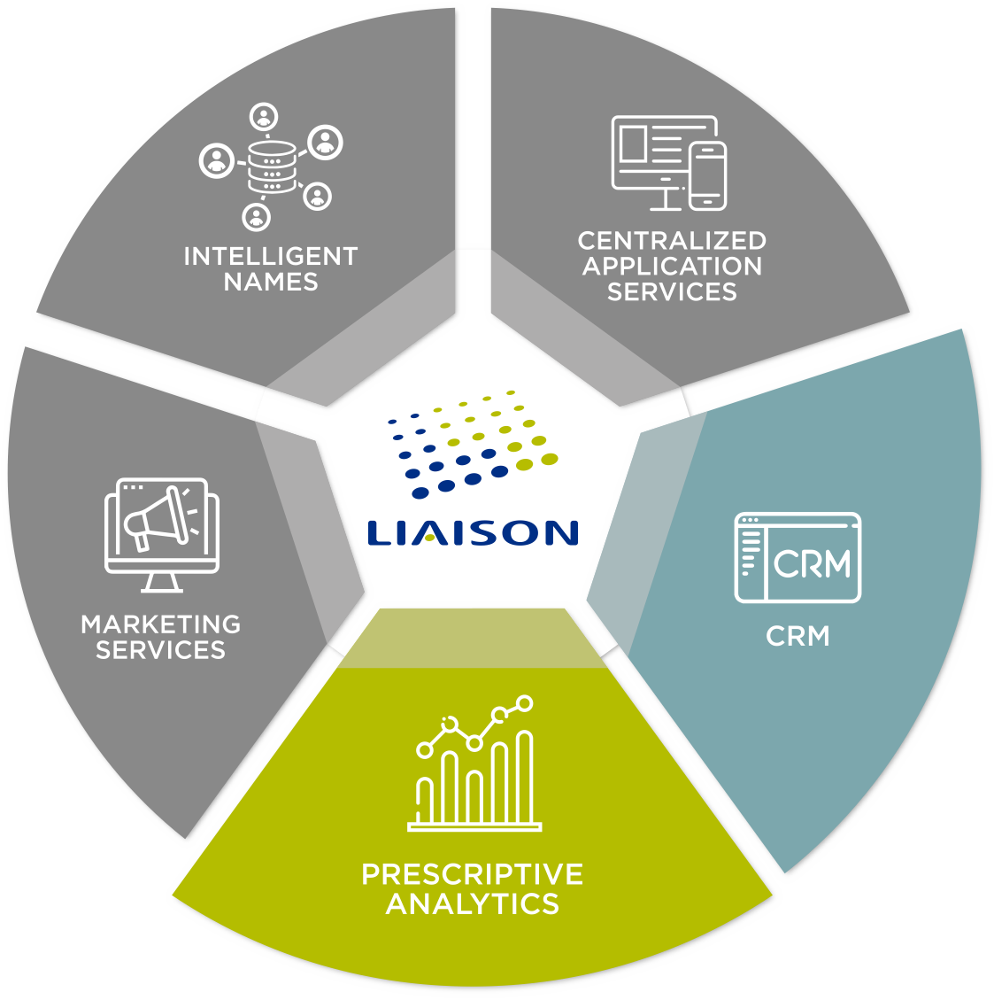 INTELLIGENT
NAMES
CENTRALIZED
APPLICATION
SERVICES
LIAISON
MARKETING
SERVICES
CRM
CRM
PRESCRIPTIVE
ANALYTICS